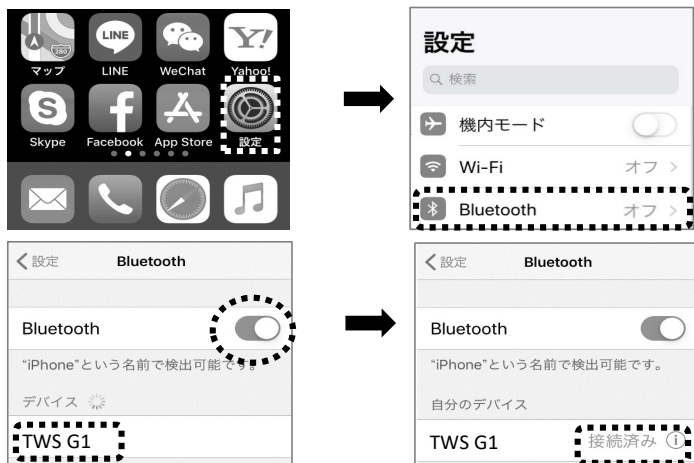 LINE
280
マップ
LINE
WeChat
Yahoo!
Y!
S
f
Skype
Facebook
App Store
設定
設定
検索
機内モード
Wi-Fi
オフ
Bluetooth
オフ
設定
Bluetooth
Bluetooth
“iPhone”という名前で検出可能です。
デバイス
TWS G1
設定
Bluetooth
Bluetooth
“iPhone”という名前で検出可能です。
自分のデバイス
TWS G1
接続済み
i